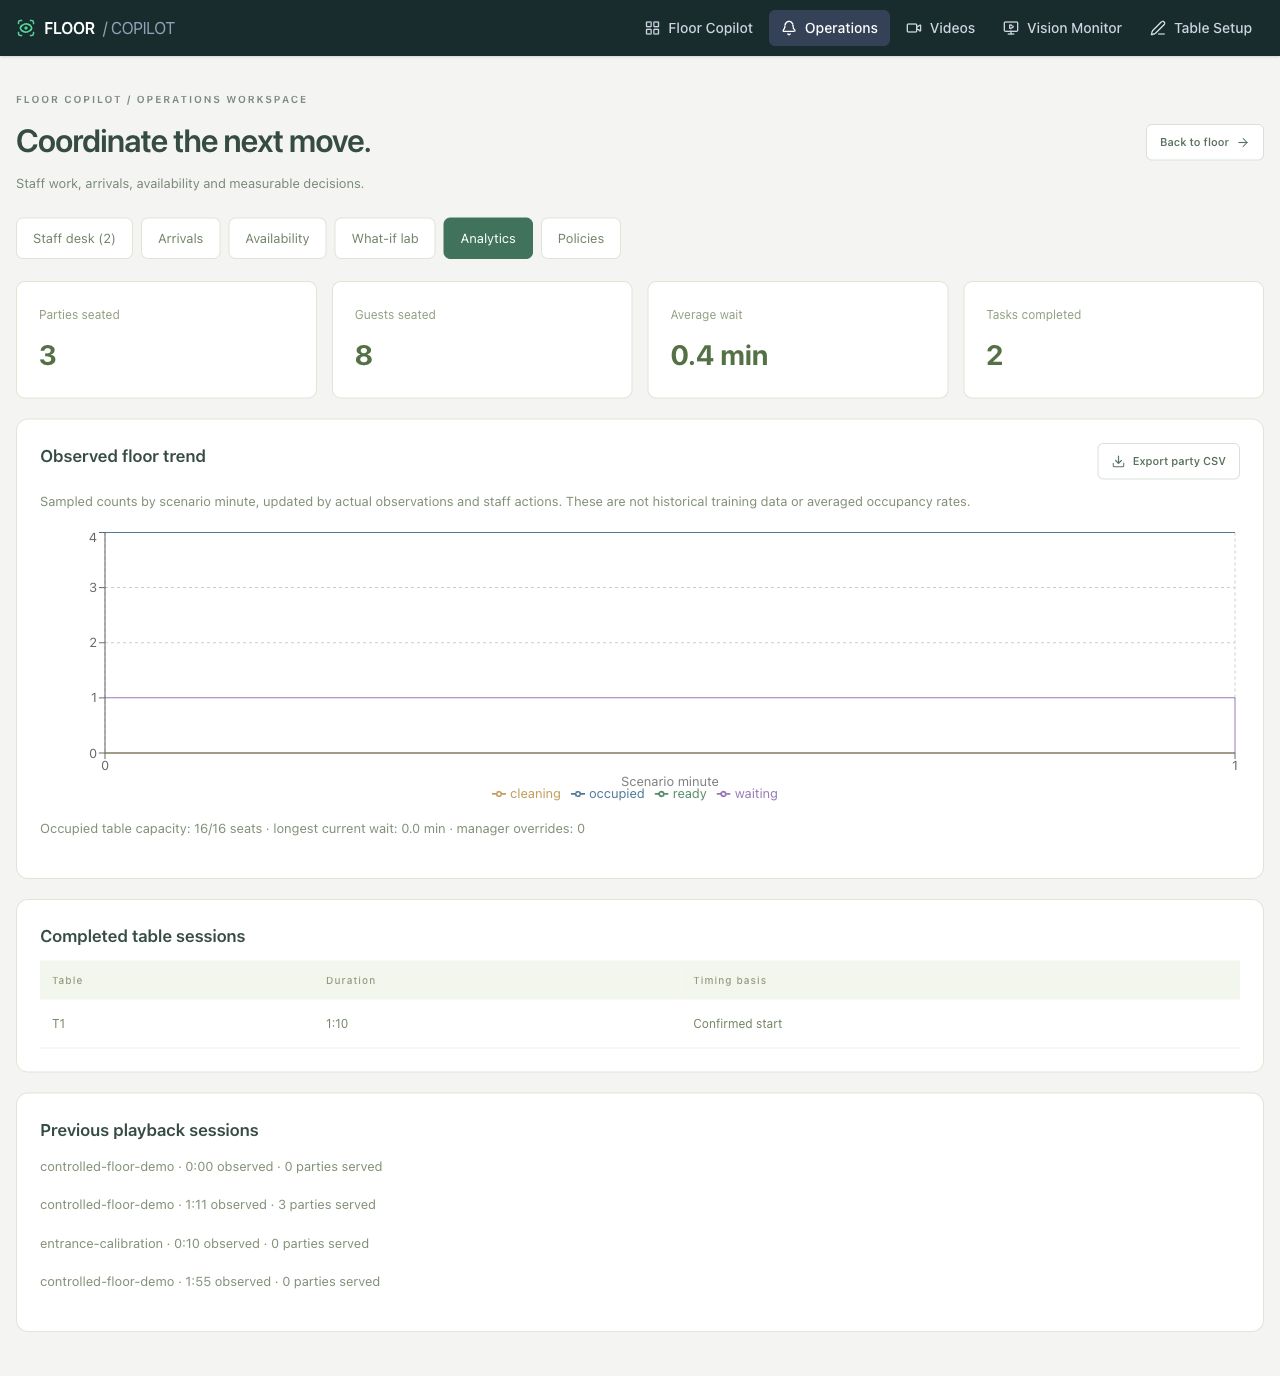 FLOOR / COPILOT
Floor Copilot
Operations
Videos
Vision Monitor
Table Setup
FLOOR COPILOT / OPERATIONS WORKSPACE
Coordinate the next move.
Back to floor
Staff work, arrivals, availability and measurable decisions.
Staff desk (2)
Arrivals
Availability
What-if lab
Analytics
Policies
Parties seated
3
Guests seated
8
Average wait
0.4 min
Tasks completed
2
Observed floor trend
Export party CSV
Sampled counts by scenario minute, updated by actual observations and staff actions. These are not historical training data or averaged occupancy rates.
4
3
2
1
0
0
1
Scenario minute
cleaning
occupied
ready
waiting
Occupied table capacity: 16/16 seats · longest current wait: 0.0 min · manager overrides: 0
Completed table sessions
Table Duration Timing basis
T1 1:10 Confirmed start
Previous playback sessions
controlled-floor-demo · 0:00 observed · 0 parties served
controlled-floor-demo · 1:11 observed · 3 parties served
entrance-calibration · 0:10 observed · 0 parties served
controlled-floor-demo · 1:55 observed · 0 parties served